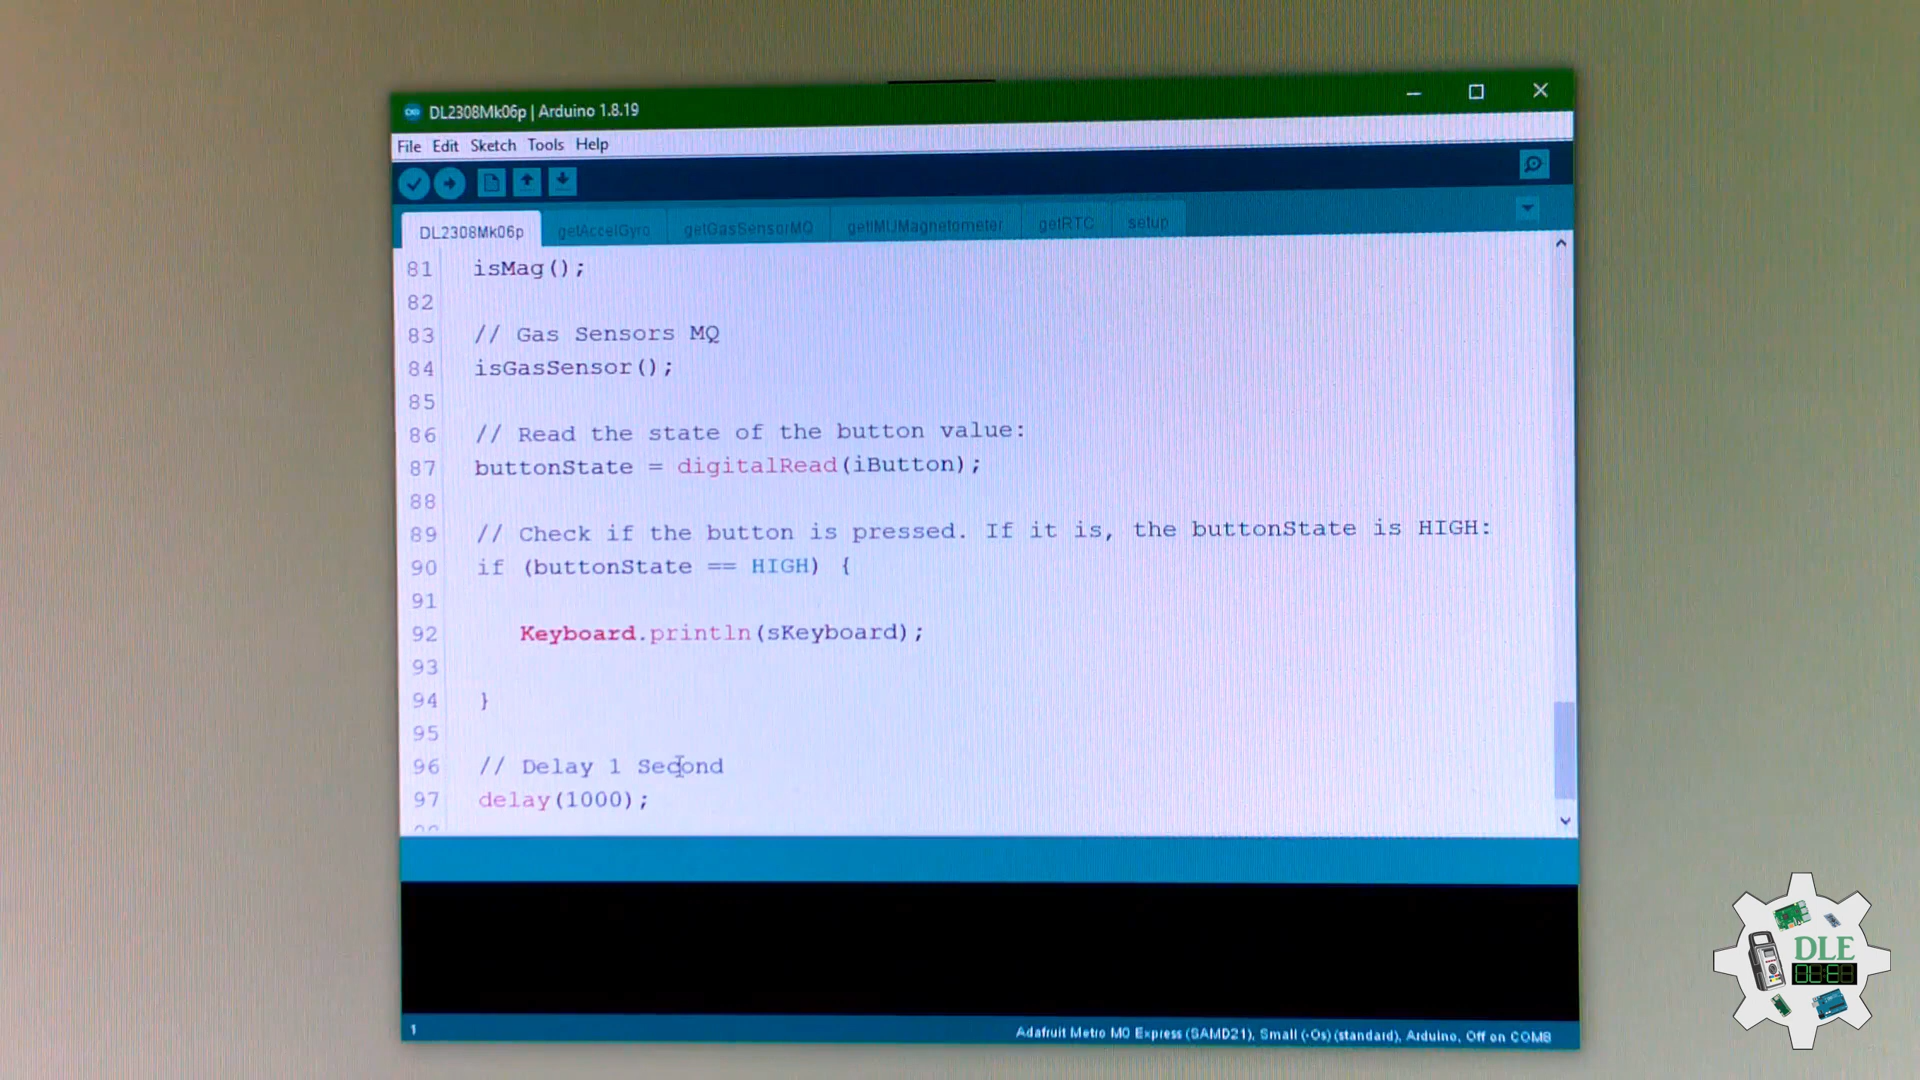 DL2308Mk06p | Arduino 1.8.19
File Edit Sketch Tools Help
DL2308Mk06p getAccelGyro getGasSensorMQ getIMUMagnetometer getRTC setup
81 isMag();
82
83 // Gas Sensors MQ
84 isGasSensor();
85
86 // Read the state of the button value:
87 buttonState = digitalRead(iButton);
88
89 // Check if the button is pressed. If it is, the buttonState is HIGH:
90 if (buttonState == HIGH) {
91
92 Keyboard.println(sKeyboard);
93
94 }
95
96 // Delay 1 Second
97 delay(1000);
1 Adafruit Metro M0 Express (SAMD21), Small (-Os) (standard), Arduino, Off on COM8
DLE